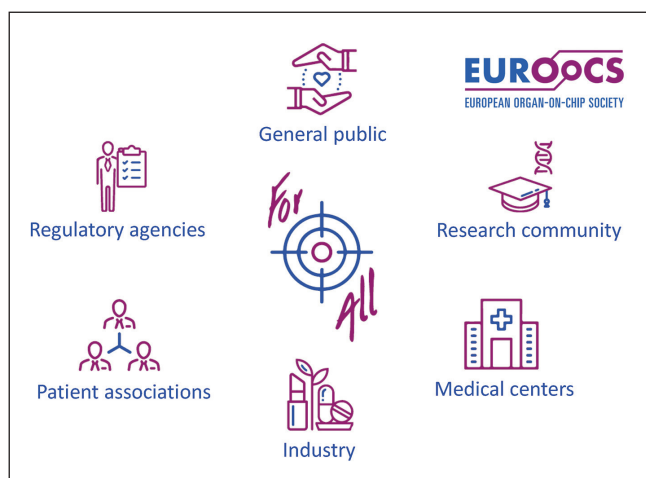 EUROoCS
EUROPEAN ORGAN-ON-CHIP SOCIETY
General public
Regulatory agencies
Research community
For
All
Patient associations
Medical centers
Industry